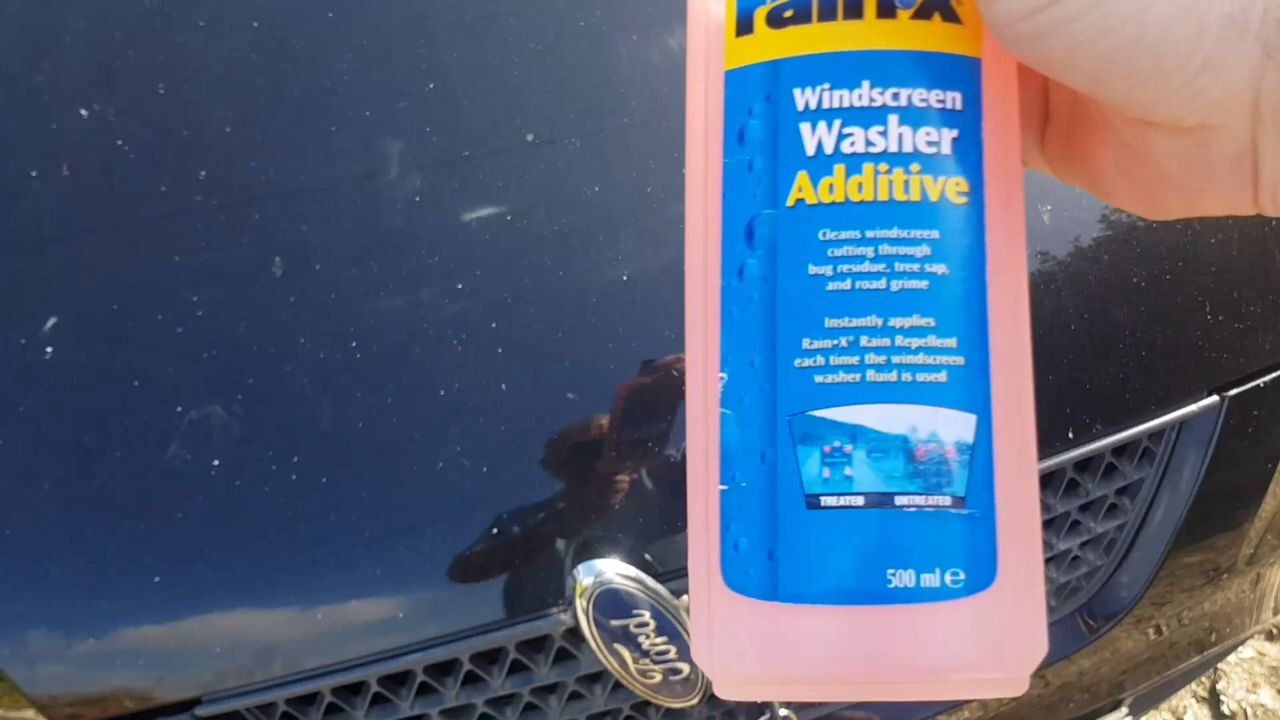 Rain•X
Windscreen
Washer
Additive
Cleans windscreen
cutting through
bug residue, tree sap,
and road grime
Instantly applies
Rain•X® Rain Repellent
each time the windscreen
washer fluid is used
TREATED UNTREATED
500 ml ℮
Ford